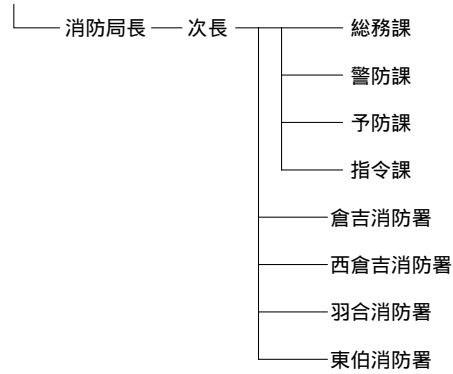 消防局長 次長 総務課
警防課
予防課
指令課
倉吉消防署
西倉吉消防署
羽合消防署
東伯消防署